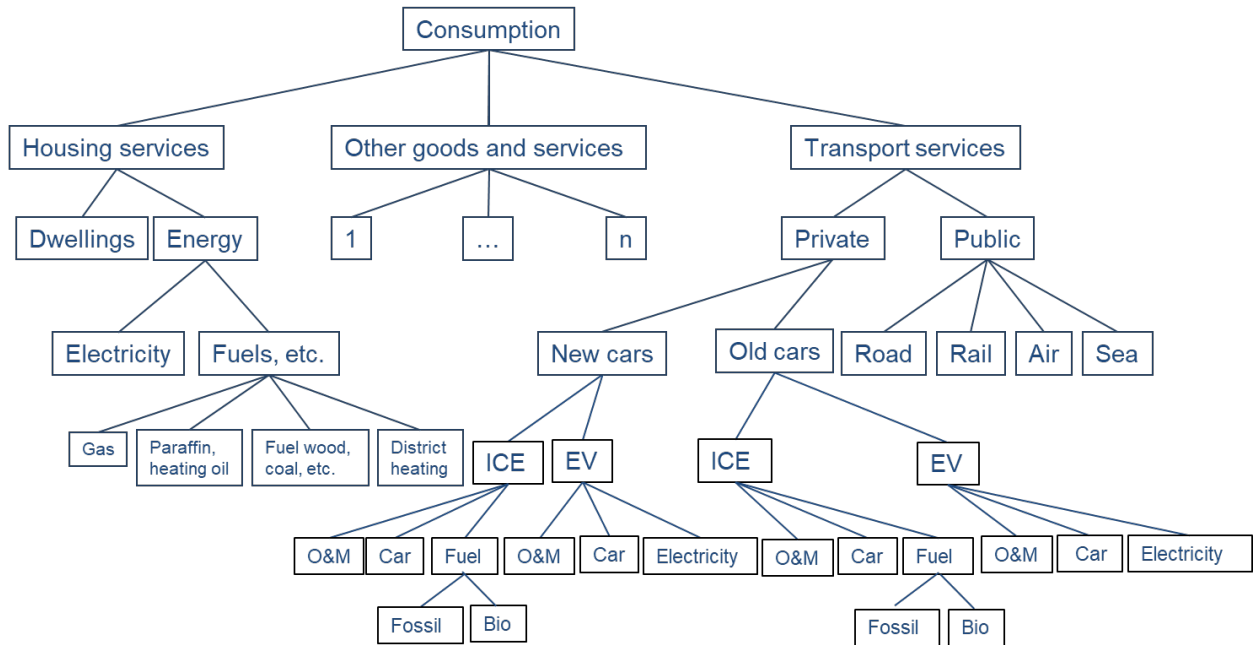 Consumption
Housing services
Other goods and services
Transport services
Dwellings
Energy
1
...
n
Private
Public
Electricity
Fuels, etc.
New cars
Old cars
Road
Rail
Air
Sea
Gas
Paraffin,
heating oil
Fuel wood,
coal, etc.
District
heating
ICE
EV
ICE
EV
O&M
Car
Fuel
O&M
Car
Electricity
O&M
Car
Fuel
O&M
Car
Electricity
Fossil
Bio
Fossil
Bio